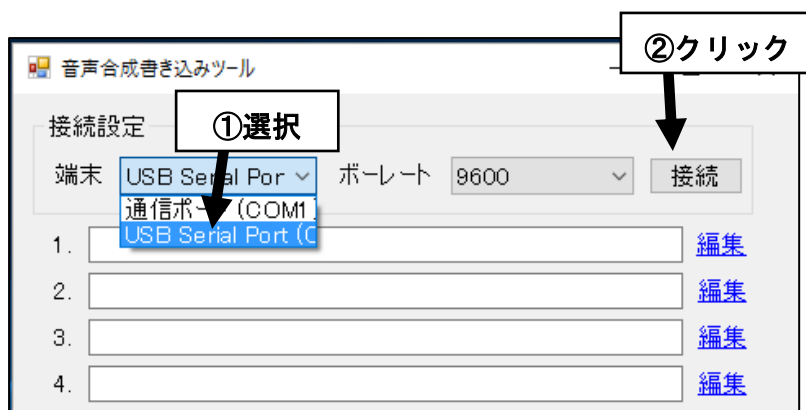 ②クリック
音声合成書き込みツール
①選択
接続設定
端末 USB Serial Por ボーレート 9600 接続
通信ポート (COM1
USB Serial Port (C
1. 編集
2. 編集
3. 編集
4. 編集